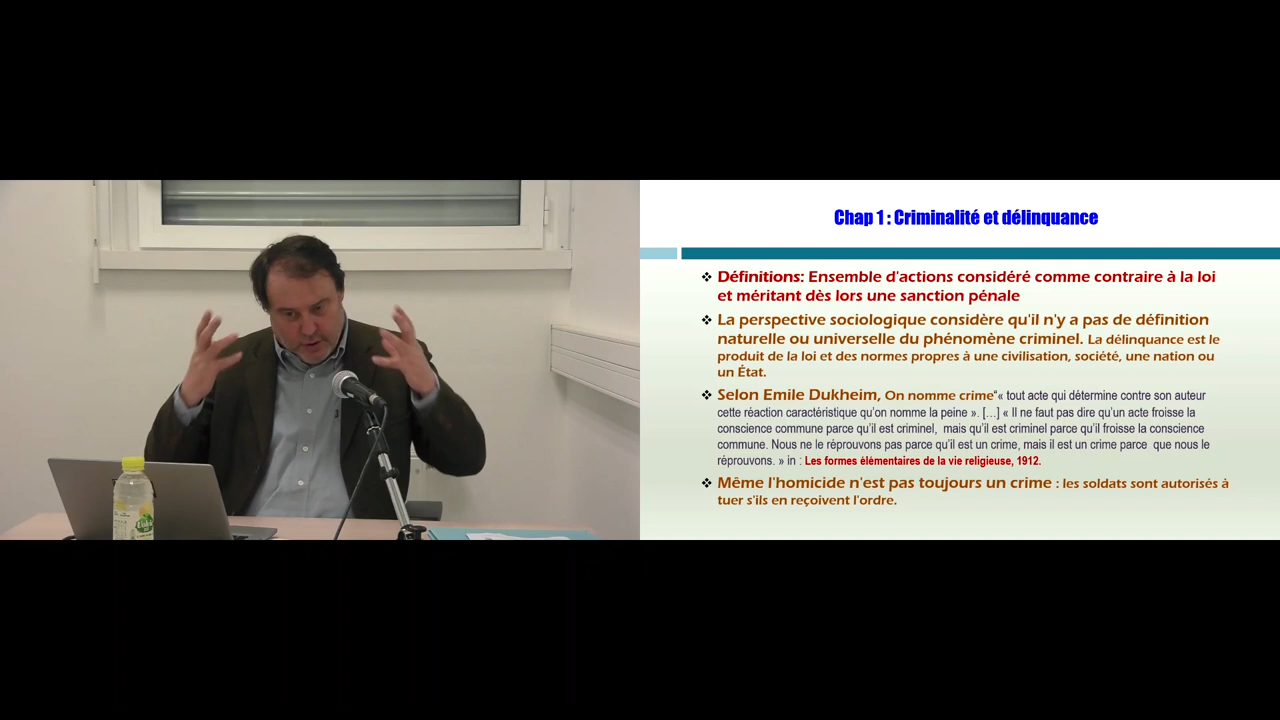 Chap 1 : Criminalité et délinquance
❖ Définitions: Ensemble d'actions considéré comme contraire à la loi
et méritant dès lors une sanction pénale
❖ La perspective sociologique considère qu'il n'y a pas de définition
naturelle ou universelle du phénomène criminel. La délinquance est le
produit de la loi et des normes propres à une civilisation, société, une nation ou
un État.
❖ Selon Emile Dukheim, On nomme crime“« tout acte qui détermine contre son auteur
cette réaction caractéristique qu’on nomme la peine ». […] « Il ne faut pas dire qu’un acte froisse la
conscience commune parce qu’il est criminel, mais qu’il est criminel parce qu’il froisse la conscience
commune. Nous ne le réprouvons pas parce qu’il est un crime, mais il est un crime parce que nous le
réprouvons. » in : Les formes élémentaires de la vie religieuse, 1912.
❖ Même l'homicide n'est pas toujours un crime : les soldats sont autorisés à
tuer s'ils en reçoivent l'ordre.